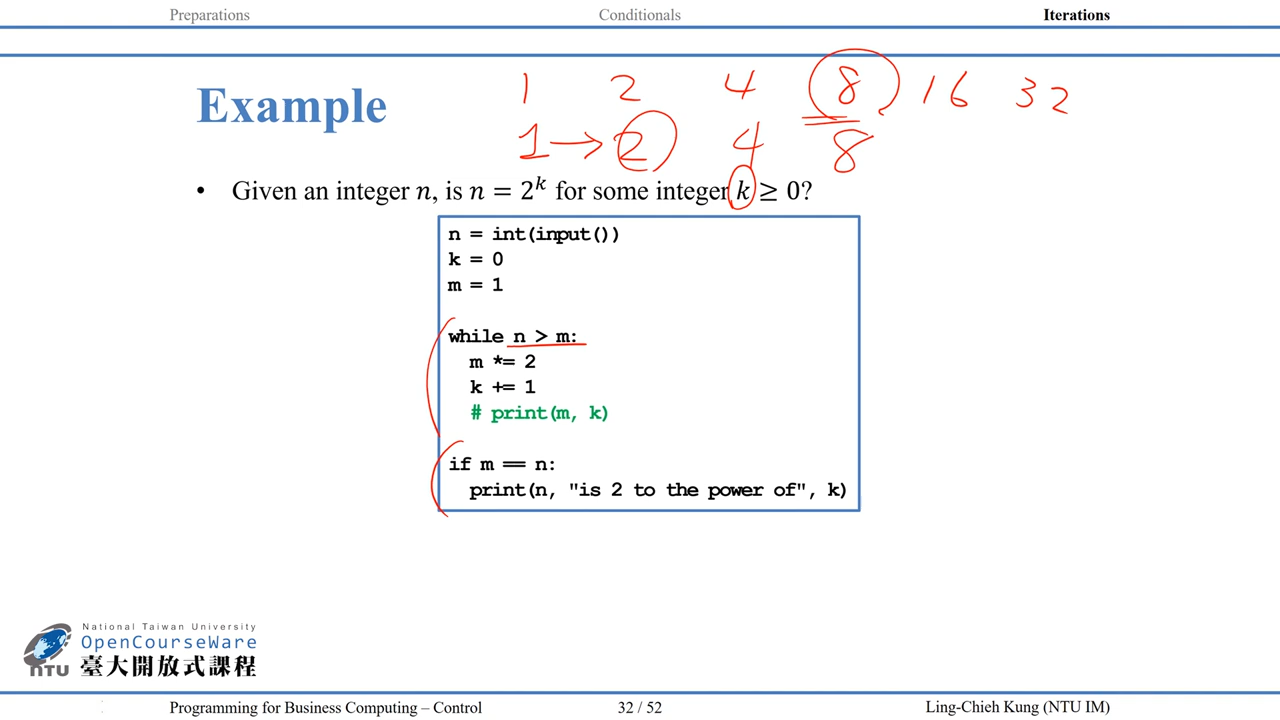 Preparations Conditionals Iterations
Example
1 2 4 8 16 32
1 → 2 4 8
• Given an integer n, is n = 2^k for some integer k ≥ 0?
n = int(input())
k = 0
m = 1
while n > m:
m *= 2
k += 1
# print(m, k)
if m == n:
print(n, "is 2 to the power of", k)
National Taiwan University
OpenCourseWare
NTU 臺大開放式課程
Programming for Business Computing – Control 32 / 52 Ling-Chieh Kung (NTU IM)